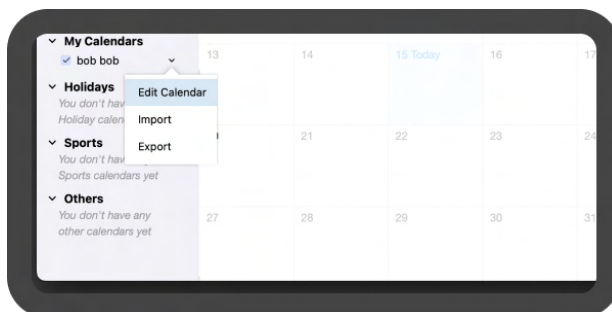 My Calendars
bob bob
Holidays
You don't hav
Holiday calen
Sports
You don't hav
Sports calendars yet
Others
You don't have any
other calendars yet
Edit Calendar
Import
Export
13 14 15 Today 16 17
21 22 23 24
27 28 29 30 31